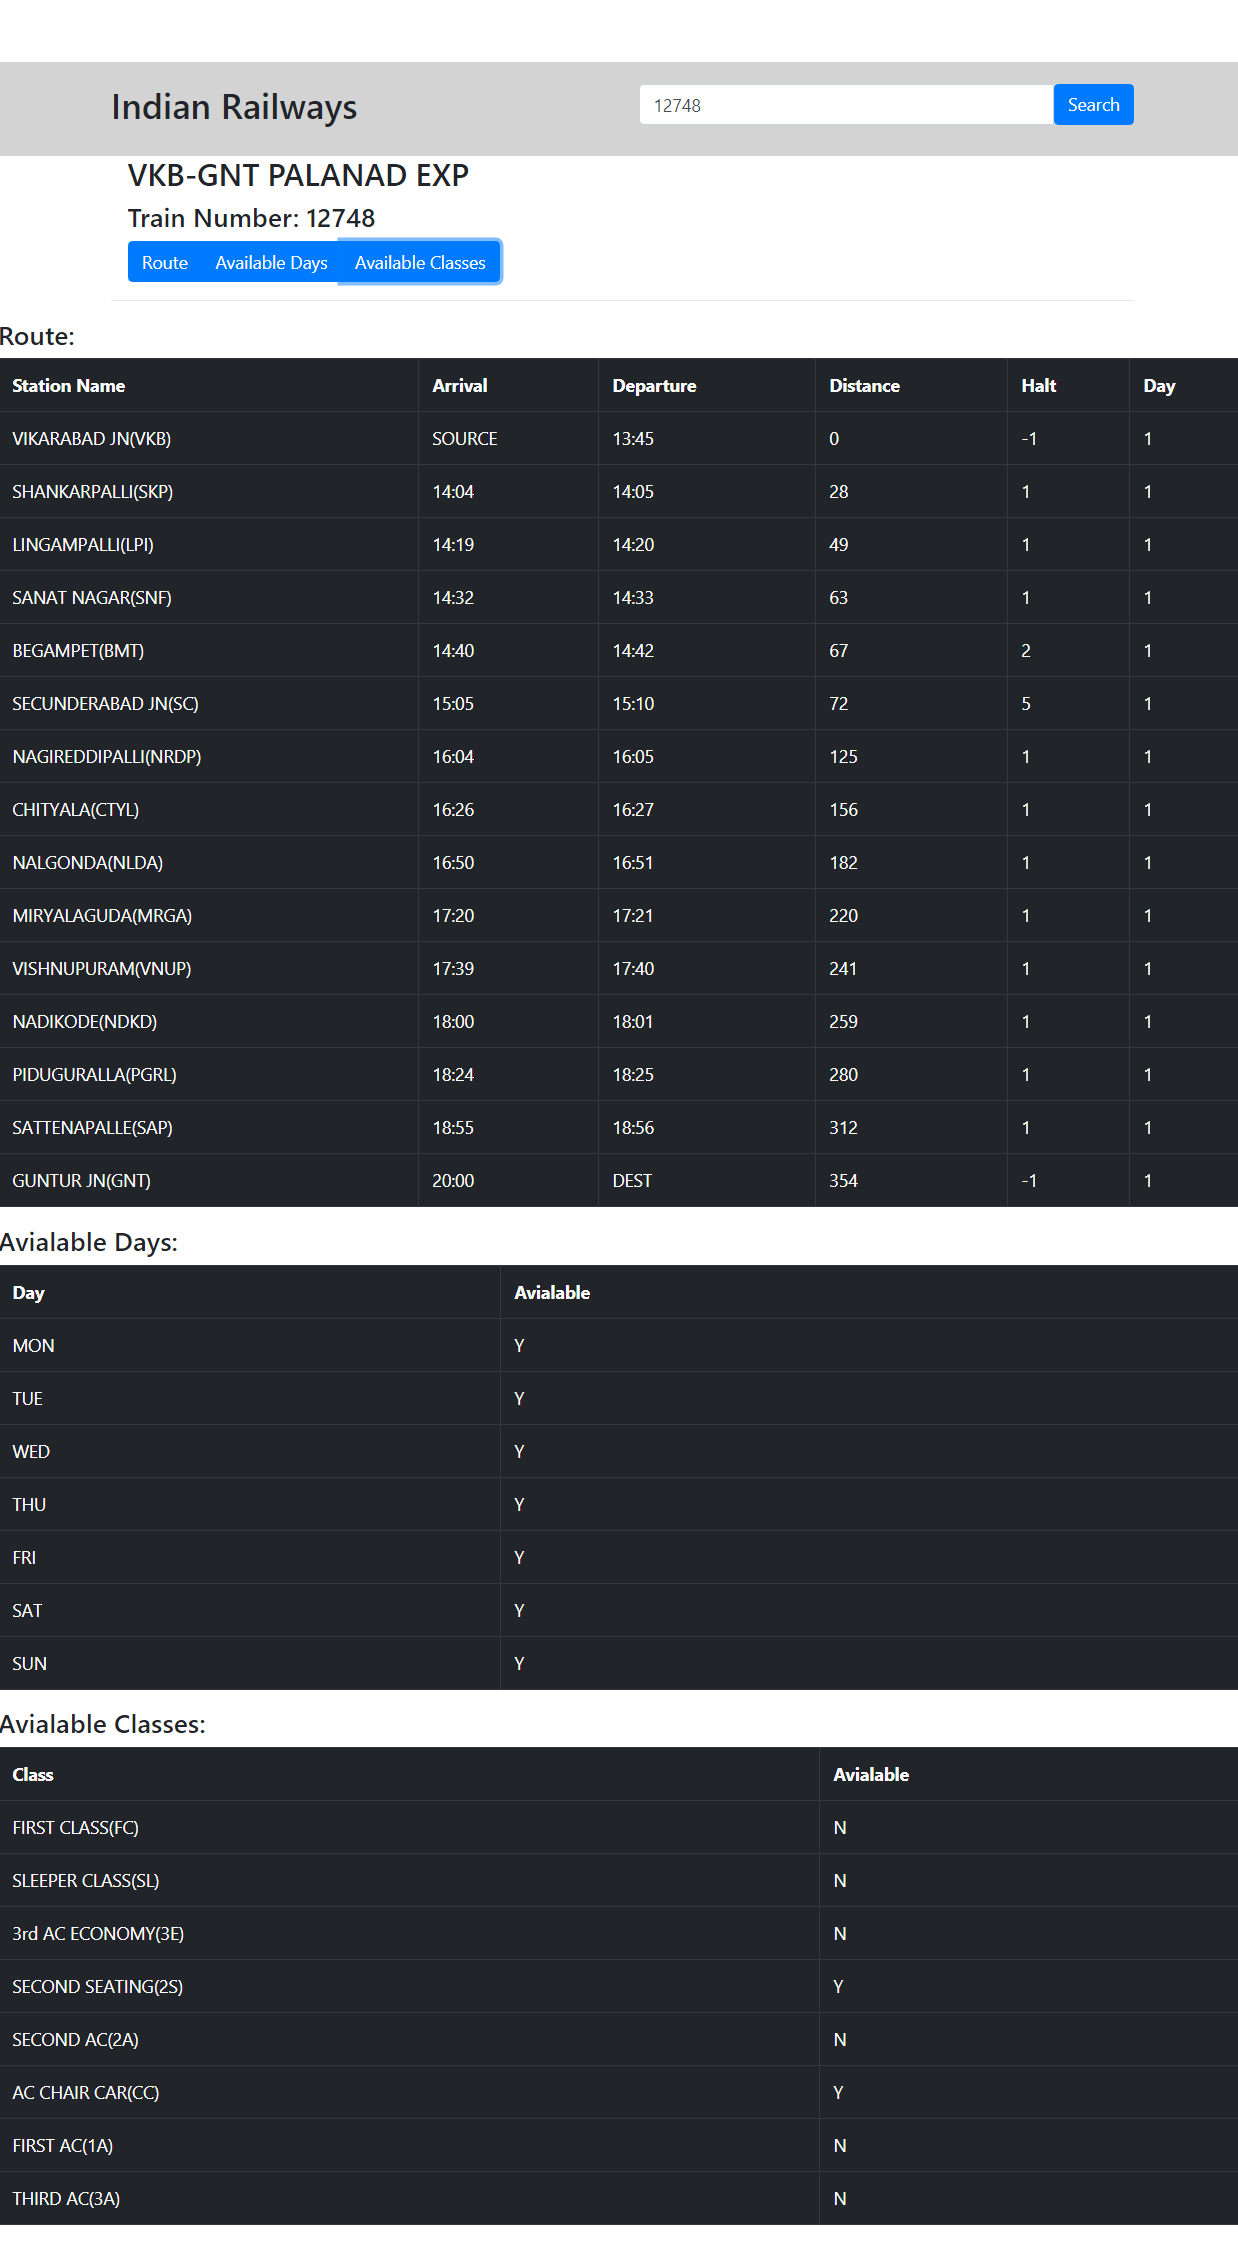 Indian Railways 12748 Search
VKB-GNT PALANAD EXP
Train Number: 12748
Route Available Days Available Classes
Route:
Station Name Arrival Departure Distance Halt Day
VIKARABAD JN(VKB) SOURCE 13:45 0 -1 1
SHANKARPALLI(SKP) 14:04 14:05 28 1 1
LINGAMPALLI(LPI) 14:19 14:20 49 1 1
SANAT NAGAR(SNF) 14:32 14:33 63 1 1
BEGAMPET(BMT) 14:40 14:42 67 2 1
SECUNDERABAD JN(SC) 15:05 15:10 72 5 1
NAGIREDDIPALLI(NRDP) 16:04 16:05 125 1 1
CHITYALA(CTYL) 16:26 16:27 156 1 1
NALGONDA(NLDA) 16:50 16:51 182 1 1
MIRYALAGUDA(MRGA) 17:20 17:21 220 1 1
VISHNUPURAM(VNUP) 17:39 17:40 241 1 1
NADIKODE(NDKD) 18:00 18:01 259 1 1
PIDUGURALLA(PGRL) 18:24 18:25 280 1 1
SATTENAPALLE(SAP) 18:55 18:56 312 1 1
GUNTUR JN(GNT) 20:00 DEST 354 -1 1
Avialable Days:
Day Avialable
MON Y
TUE Y
WED Y
THU Y
FRI Y
SAT Y
SUN Y
Avialable Classes:
Class Avialable
FIRST CLASS(FC) N
SLEEPER CLASS(SL) N
3rd AC ECONOMY(3E) N
SECOND SEATING(2S) Y
SECOND AC(2A) N
AC CHAIR CAR(CC) Y
FIRST AC(1A) N
THIRD AC(3A) N